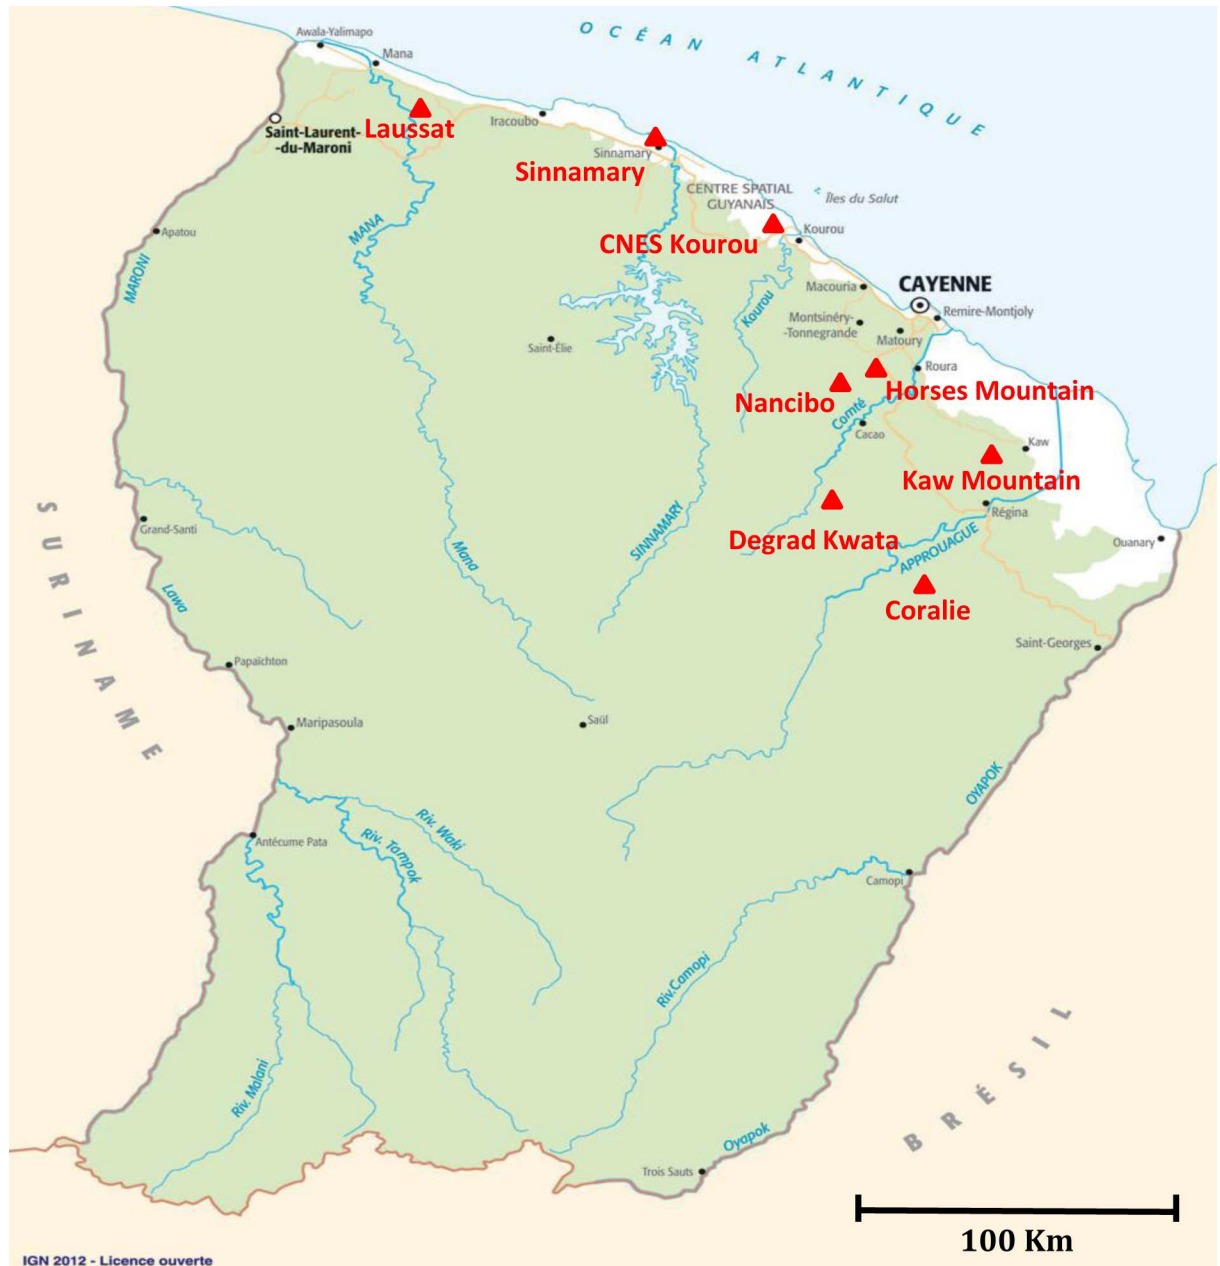 OCÉAN ATLANTIQUE
Awala-Yalimapo
Mana
Saint-Laurent-
-du-Maroni
Laussat
Iracoubo
Sinnamary
Sinnamary
CENTRE SPATIAL
GUYANAIS
Îles du Salut
CNES Kourou
Kourou
Apatou
MARONI
MANA
Kourou
Macouria
CAYENNE
Remire-Montjoly
Montsinéry-
-Tonnegrande
Matoury
Saint-Élie
Roura
Horses Mountain
Nancibo
Comté
Cacao
Kaw
Kaw Mountain
SURINAME
Grand-Santi
Mana
SINNAMARY
Degrad Kwata
Régina
APPROUAGUE
Ouanary
Lawa
Coralie
Papaïchton
Saint-Georges
Maripasoula
Saül
OYAPOK
Antécume Pata
Riv. Waki
Riv. Tampok
Camopi
Riv.Camopi
BRÉSIL
Riv. Malani
Oyapok
Trois Sauts
100 Km
IGN 2012 - Licence ouverte